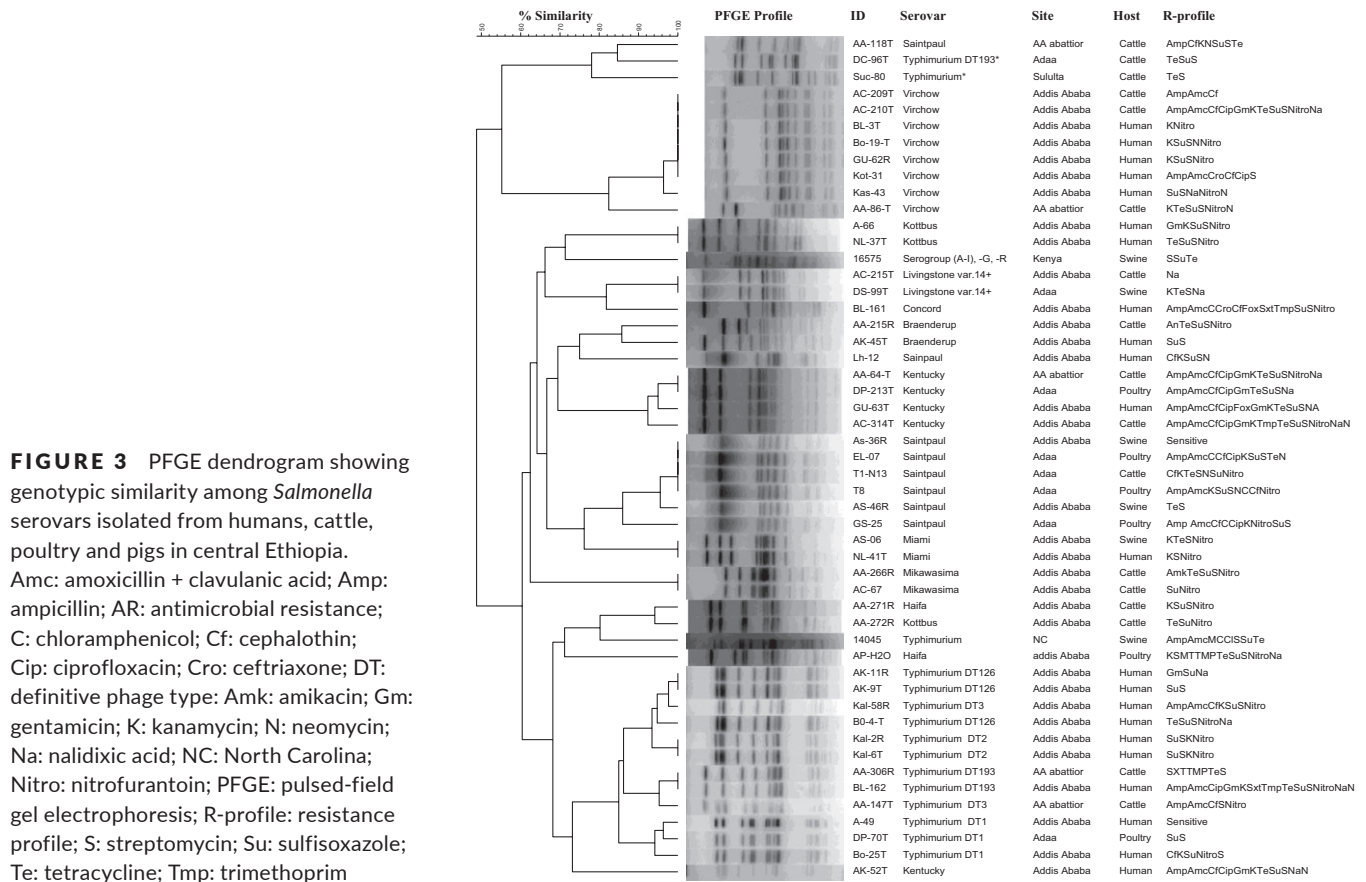 % Similarity PFGE Profile ID Serovar Site Host R-profile
50 60 70 80 90 100
AA-118T Saintpaul AA abattior Cattle AmpCfKNSuSTe
DC-96T Typhimurium DT193* Adaa Cattle TeSuS
Suc-80 Typhimurium* Sululta Cattle TeS
AC-209T Virchow Addis Ababa Cattle AmpAmcCf
AC-210T Virchow Addis Ababa Cattle AmpAmcCfCipGmKTeSuSNitroNa
BL-3T Virchow Addis Ababa Human KNitro
Bo-19-T Virchow Addis Ababa Human KSuSNNitro
GU-62R Virchow Addis Ababa Human KSuSNitro
Kot-31 Virchow Addis Ababa Human AmpAmcCroCfCipS
Kas-43 Virchow Addis Ababa Human SuSNaNitroN
AA-86-T Virchow AA abattior Cattle KTeSuSNitroN
A-66 Kottbus Addis Ababa Human GmKSuSNitro
NL-37T Kottbus Addis Ababa Human TeSuSNitro
16575 Serogroup (A-I), -G, -R Kenya Swine SSuTe
AC-215T Livingstone var.14+ Addis Ababa Cattle Na
DS-99T Livingstone var.14+ Adaa Swine KTeSNa
BL-161 Concord Addis Ababa Human AmpAmcCCroCfFoxSxtTmpSuSNitro
AA-215R Braenderup Addis Ababa Cattle AnTeSuSNitro
AK-45T Braenderup Addis Ababa Human SuS
Lh-12 Sainpaul Addis Ababa Human CfKSuSN
AA-64-T Kentucky AA abattior Cattle AmpAmcCfCipGmKTeSuSNitroNa
DP-213T Kentucky Adaa Poultry AmpAmcCfCipGmTeSuSNa
GU-63T Kentucky Addis Ababa Human AmpAmcCfCipFoxGmKTeSuSNA
AC-314T Kentucky Addis Ababa Cattle AmpAmcCfCipGmKTmpTeSuSNitroNaN
As-36R Saintpaul Addis Ababa Swine Sensitive
EL-07 Saintpaul Adaa Poultry AmpAmcCCfCipKSuSTeN
T1-N13 Saintpaul Adaa Cattle CfKTeSNSuNitro
T8 Saintpaul Adaa Poultry AmpAmcKSuSNCCfNitro
AS-46R Saintpaul Addis Ababa Swine TeS
GS-25 Saintpaul Adaa Poultry Amp AmcCfCCipKNitroSuS
AS-06 Miami Addis Ababa Swine KTeSNitro
NL-41T Miami Addis Ababa Human KSNitro
AA-266R Mikawasima Addis Ababa Cattle AmkTeSuSNitro
AC-67 Mikawasima Addis Ababa Cattle SuNitro
AA-271R Haifa Addis Ababa Cattle KSuSNitro
AA-272R Kottbus Addis Ababa Cattle TeSuNitro
14045 Typhimurium NC Swine AmpAmcMCClSSuTe
AP-H2O Haifa addis Ababa Poultry KSMTTMPTeSuSNitroNa
AK-11R Typhimurium DT126 Addis Ababa Human GmSuNa
AK-9T Typhimurium DT126 Addis Ababa Human SuS
Kal-58R Typhimurium DT3 Addis Ababa Human AmpAmcCfKSuSNitro
B0-4-T Typhimurium DT126 Addis Ababa Human TeSuSNitroNa
Kal-2R Typhimurium DT2 Addis Ababa Human SuSKNitro
Kal-6T Typhimurium DT2 Addis Ababa Human SuSKNitro
AA-306R Typhimurium DT193 AA abattior Cattle SXTTMPTeS
BL-162 Typhimurium DT193 Addis Ababa Human AmpAmcCipGmKSxtTmpTeSuSNitroNaN
AA-147T Typhimurium DT3 AA abattior Cattle AmpAmcCfSNitro
A-49 Typhimurium DT1 Addis Ababa Human Sensitive
DP-70T Typhimurium DT1 Adaa Poultry SuS
Bo-25T Typhimurium DT1 Addis Ababa Human CfKSuNitroS
AK-52T Kentucky Addis Ababa Human AmpAmcCfCipGmKTeSuSNaN
FIGURE 3 PFGE dendrogram showing
genotypic similarity among Salmonella
serovars isolated from humans, cattle,
poultry and pigs in central Ethiopia.
Amc: amoxicillin + clavulanic acid; Amp:
ampicillin; AR: antimicrobial resistance;
C: chloramphenicol; Cf: cephalothin;
Cip: ciprofloxacin; Cro: ceftriaxone; DT:
definitive phage type: Amk: amikacin; Gm:
gentamicin; K: kanamycin; N: neomycin;
Na: nalidixic acid; NC: North Carolina;
Nitro: nitrofurantoin; PFGE: pulsed-field
gel electrophoresis; R-profile: resistance
profile; S: streptomycin; Su: sulfisoxazole;
Te: tetracycline; Tmp: trimethoprim